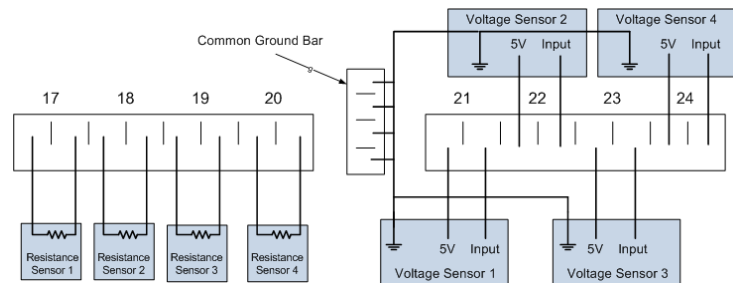 Voltage Sensor 2
Voltage Sensor 4
5V Input
5V Input
Common Ground Bar
17 18 19 20
21 22 23 24
Resistance
Sensor 1
Resistance
Sensor 2
Resistance
Sensor 3
Resistance
Sensor 4
5V Input
Voltage Sensor 1
5V Input
Voltage Sensor 3